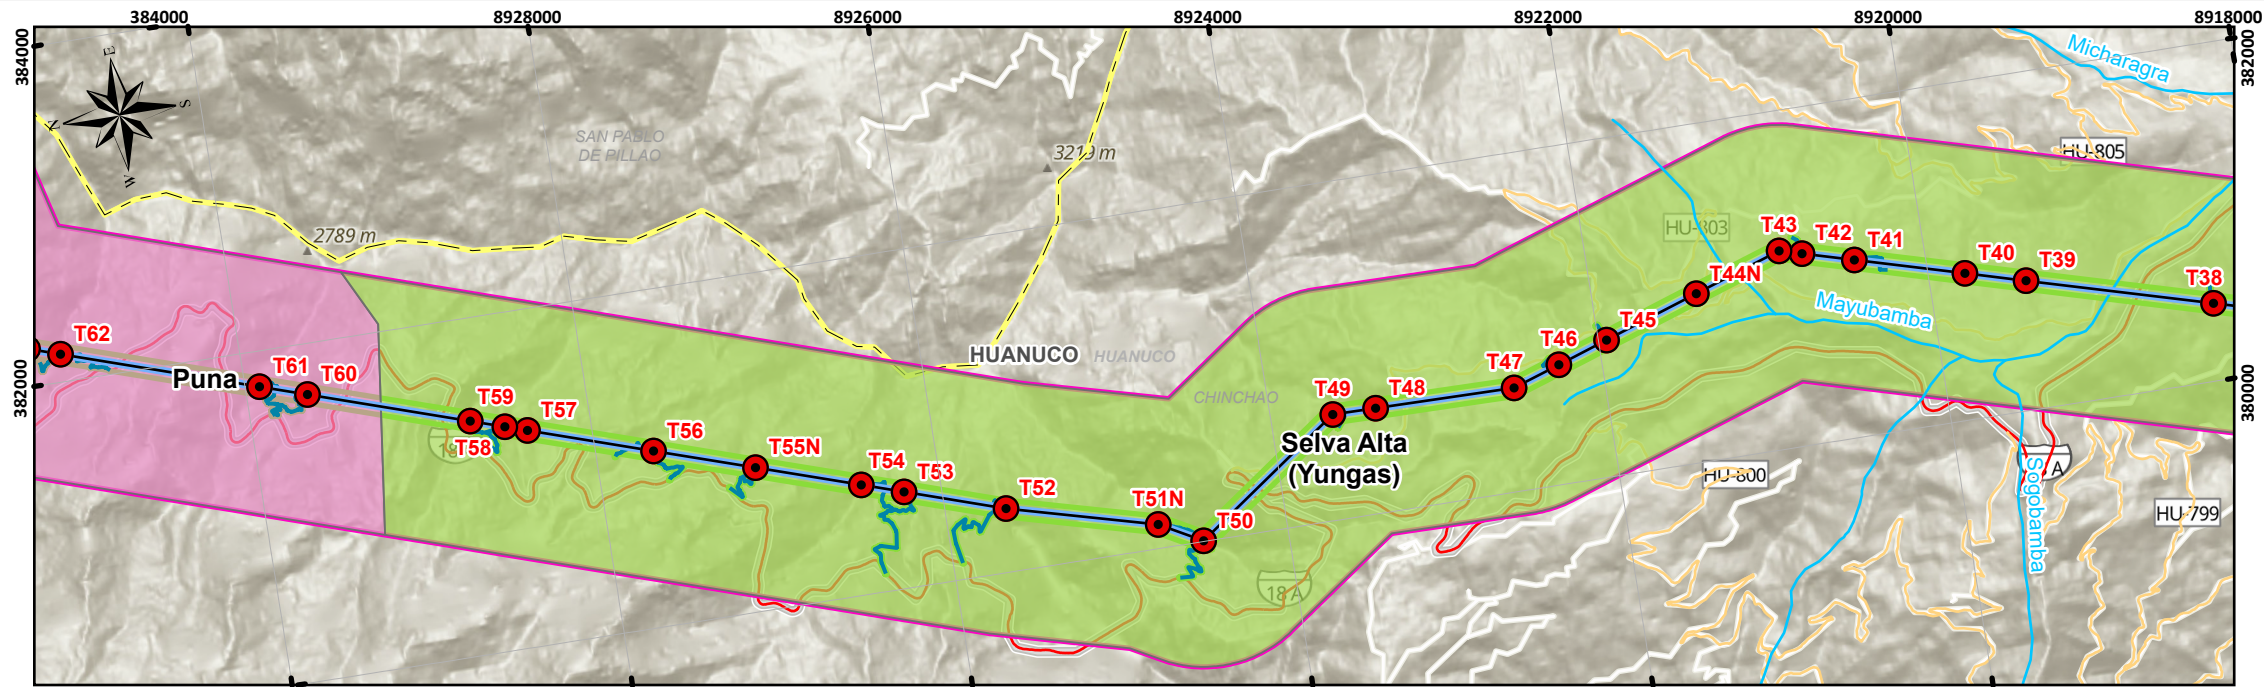 384000
8928000
8926000
8924000
8922000
8920000
8918000
384000
382000
382000
380000
E
S
N
W
SAN PABLO
DE PILLAO
2789 m
3219 m
Micharagra
HU-805
HU-803
T43
T42
T41
T40
T39
T38
T44N
Mayubamba
T45
T46
T47
T48
T49
T62
T61
T60
Puna
HUANUCO
HUANUCO
CHINCHAO
T59
T58
T57
T56
T55N
T54
T53
T52
T51N
T50
Selva Alta
(Yungas)
18
18 A
A
HU-800
HU-799
Sogobamba